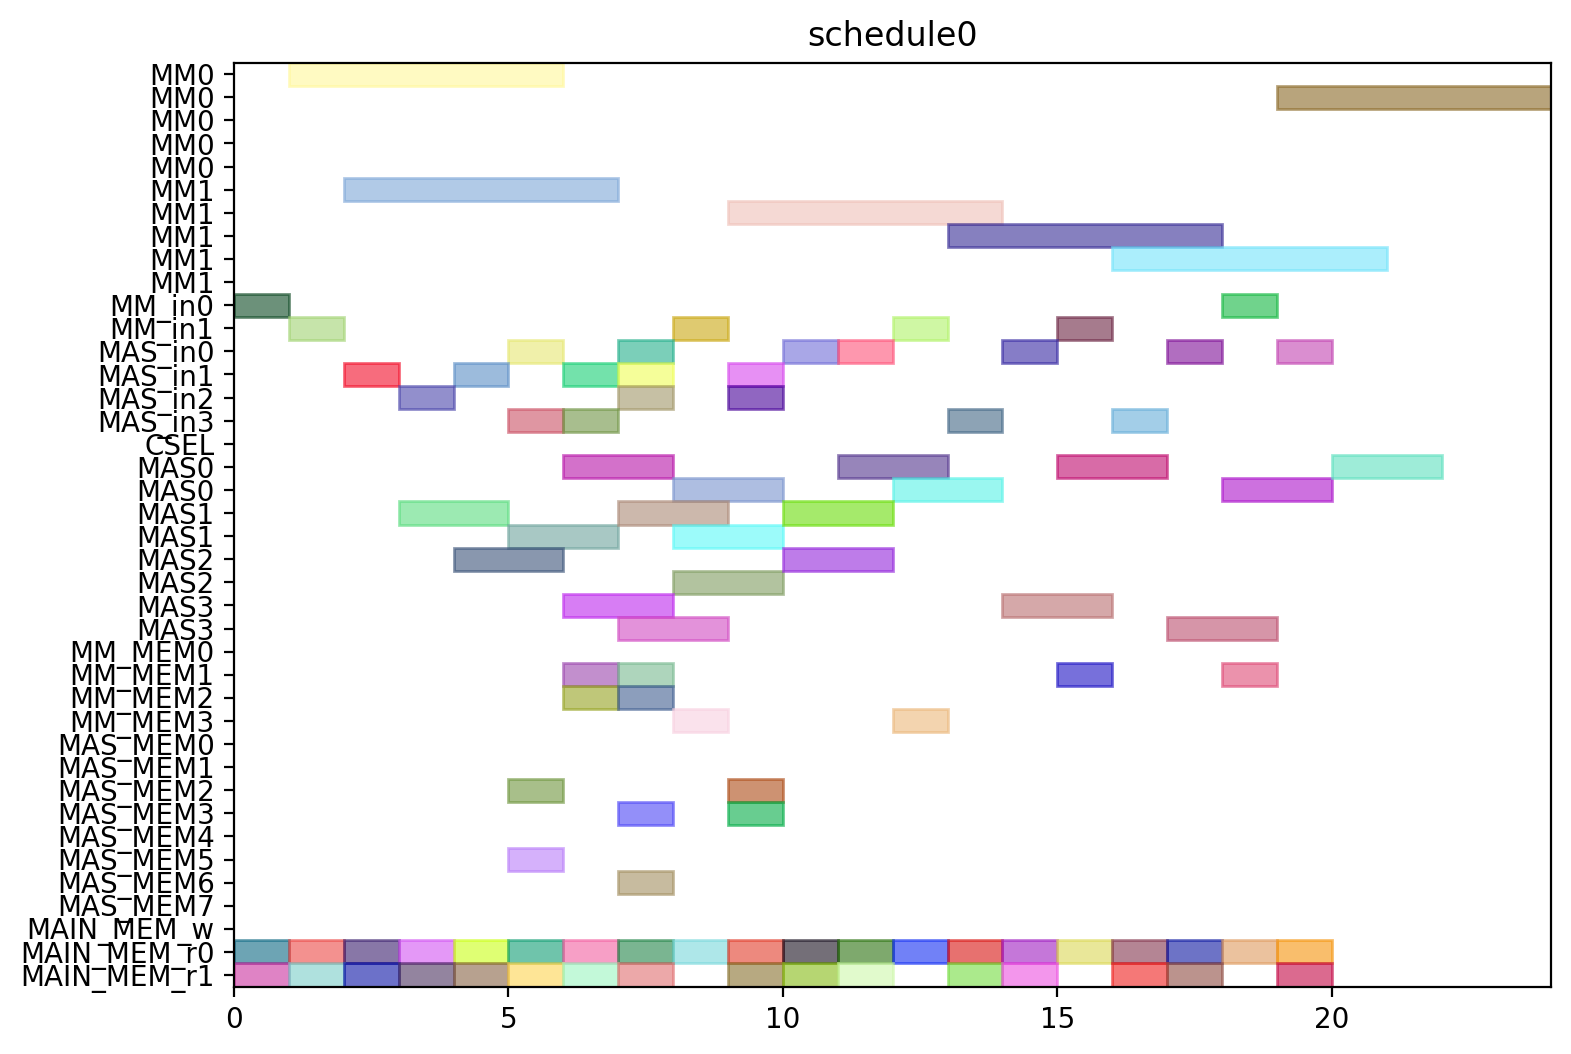 schedule0
MM0
MM0
MM0
MM0
MM0
MM1
MM1
MM1
MM1
MM1
MM_in0
MM_in1
MAS_in0
MAS_in1
MAS_in2
MAS_in3
CSEL
MAS0
MAS0
MAS1
MAS1
MAS2
MAS2
MAS3
MAS3
MM_MEM0
MM_MEM1
MM_MEM2
MM_MEM3
MAS_MEM0
MAS_MEM1
MAS_MEM2
MAS_MEM3
MAS_MEM4
MAS_MEM5
MAS_MEM6
MAS_MEM7
MAIN_MEM_w
MAIN_MEM_r0
MAIN_MEM_r1
0 5 10 15 20